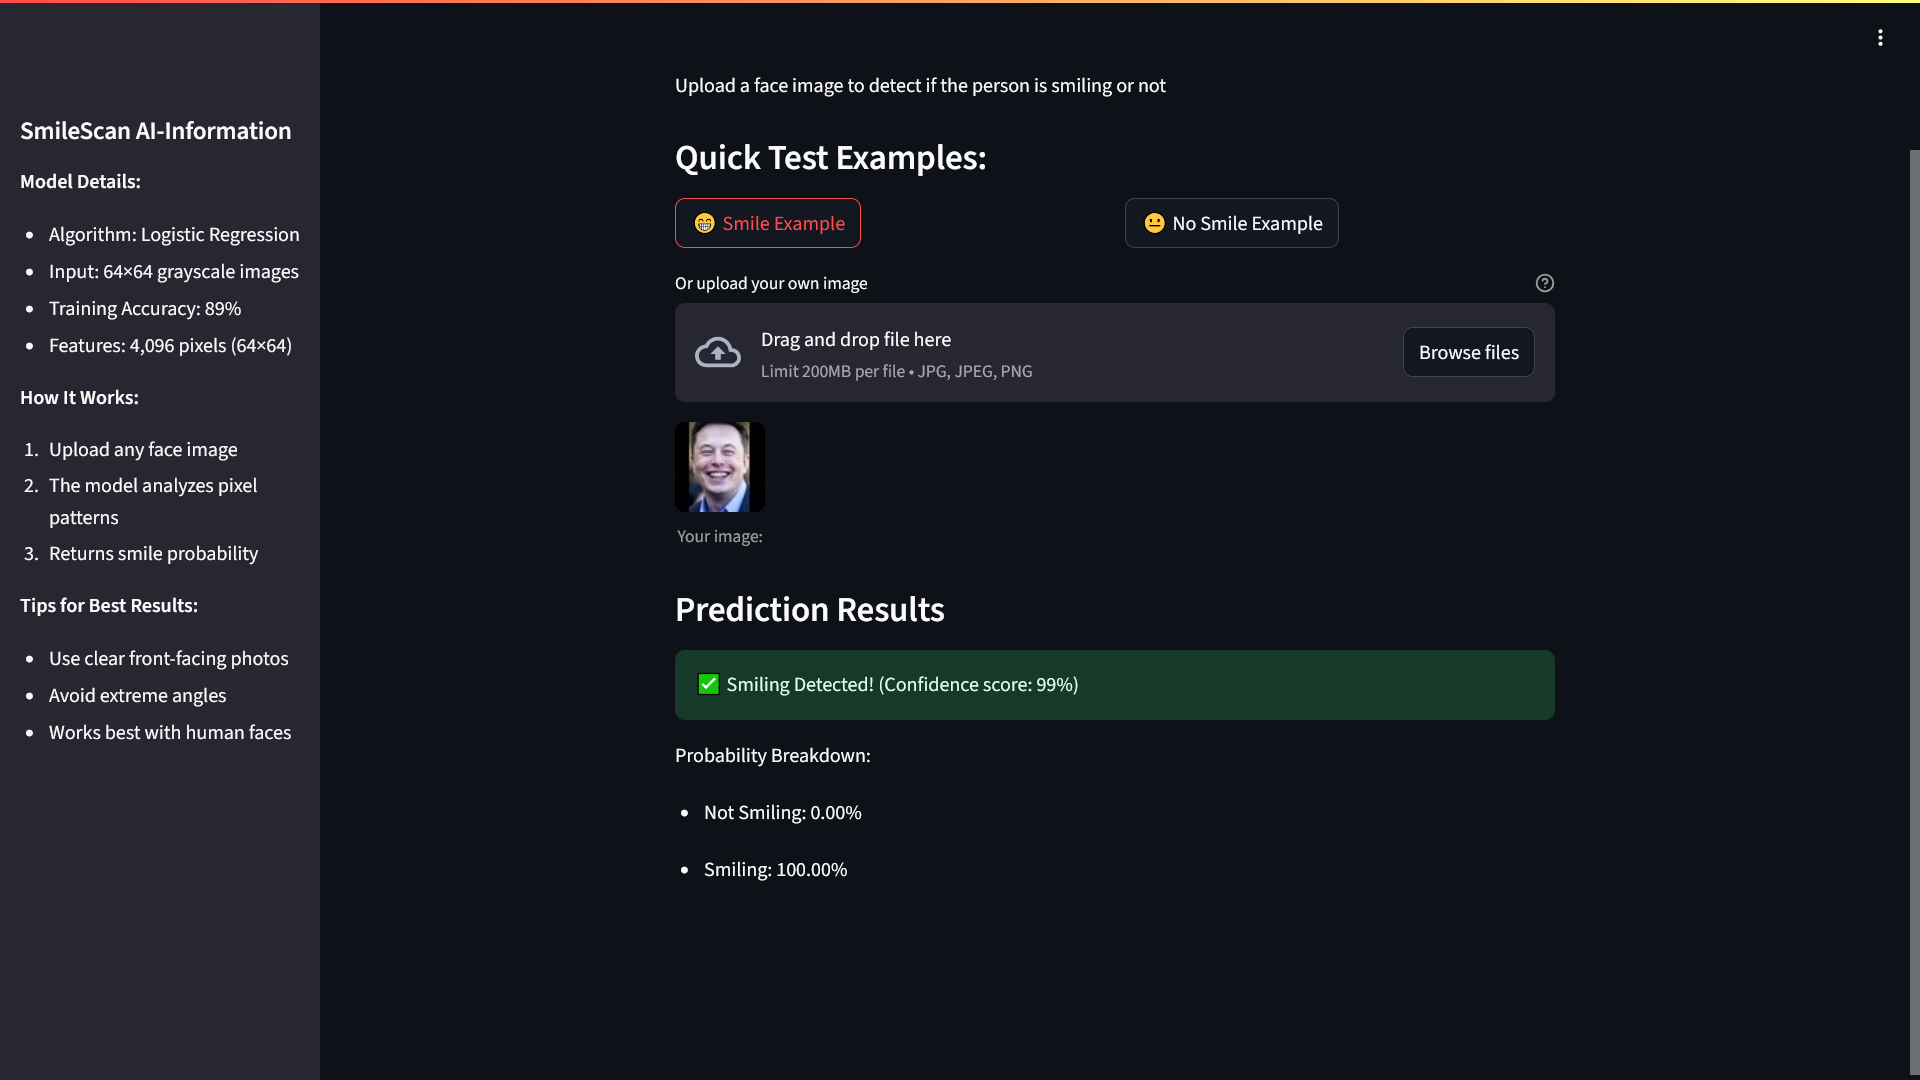 SmileScan AI-Information
Model Details:
Algorithm: Logistic Regression
Input: 64×64 grayscale images
Training Accuracy: 89%
Features: 4,096 pixels (64×64)
How It Works:
1. Upload any face image
2. The model analyzes pixel
patterns
3. Returns smile probability
Tips for Best Results:
Use clear front-facing photos
Avoid extreme angles
Works best with human faces
Upload a face image to detect if the person is smiling or not
Quick Test Examples:
😁 Smile Example
😐 No Smile Example
Or upload your own image
Drag and drop file here
Limit 200MB per file • JPG, JPEG, PNG
Browse files
Your image:
Prediction Results
✅ Smiling Detected! (Confidence score: 99%)
Probability Breakdown:
Not Smiling: 0.00%
Smiling: 100.00%